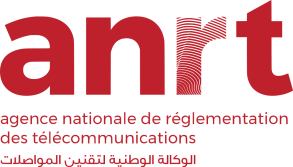 anrt
agence nationale de réglementation
des télécommunications
الوكالة الوطنية لتقنين المواصلات